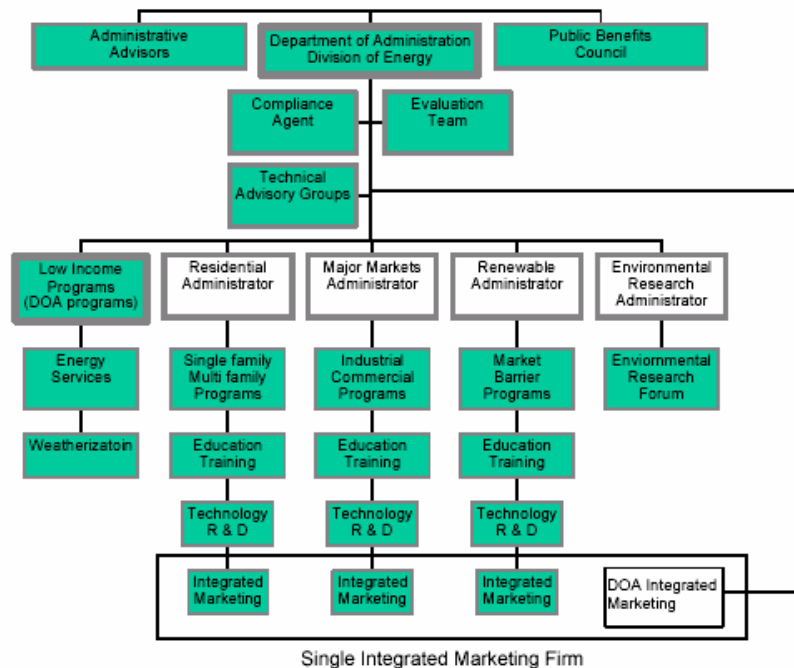 Administrative
Advisors
Department of Administration
Division of Energy
Public Benefits
Council
Compliance
Agent
Evaluation
Team
Technical
Advisory Groups
Low Income
Programs
(DOA programs)
Residential
Administrator
Major Markets
Administrator
Renewable
Administrator
Environmental
Research
Administrator
Energy
Services
Single family
Multi family
Programs
Industrial
Commercial
Programs
Market
Barrier
Programs
Enviornmental
Research
Forum
Weatherizatoin
Education
Training
Education
Training
Education
Training
Technology
R & D
Technology
R & D
Technology
R & D
Integrated
Marketing
Integrated
Marketing
Integrated
Marketing
DOA Integrated
Marketing
Single Integrated Marketing Firm